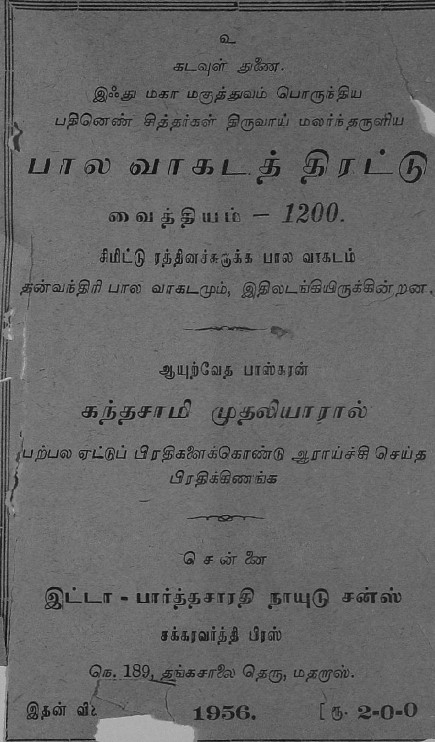 உ
கடவுள் துணை.
இஃது மகா மகுத்துவம் பொருந்திய
பதினெண் சித்தர்கள் திருவாய் மலர்ந்தருளிய
பால வாகடத் திரட்டு
வைத்தியம் – 1200.
சிமிட்டு ரத்தினச்சுருக்க பால வாகடம்
தன்வந்திரி பால வாகடமும், இதிலடங்கியிருக்கின்றன.
ஆயுற்வேத பாஸ்கரன்
கந்தசாமி முதலியாரால்
பற்பல ஏட்டுப் பிரதிகளைக்கொண்டு ஆராய்ச்சி செய்த
பிரதிக்கிணங்க
சென்னை
இட்டா - பார்த்தசாரதி நாயுடு சன்ஸ்
சக்கரவர்த்தி பிரஸ்
நெ. 189, தங்கசாலை தெரு, மதறாஸ்.
இதன் 1956. [ ரூ. 2-0-0